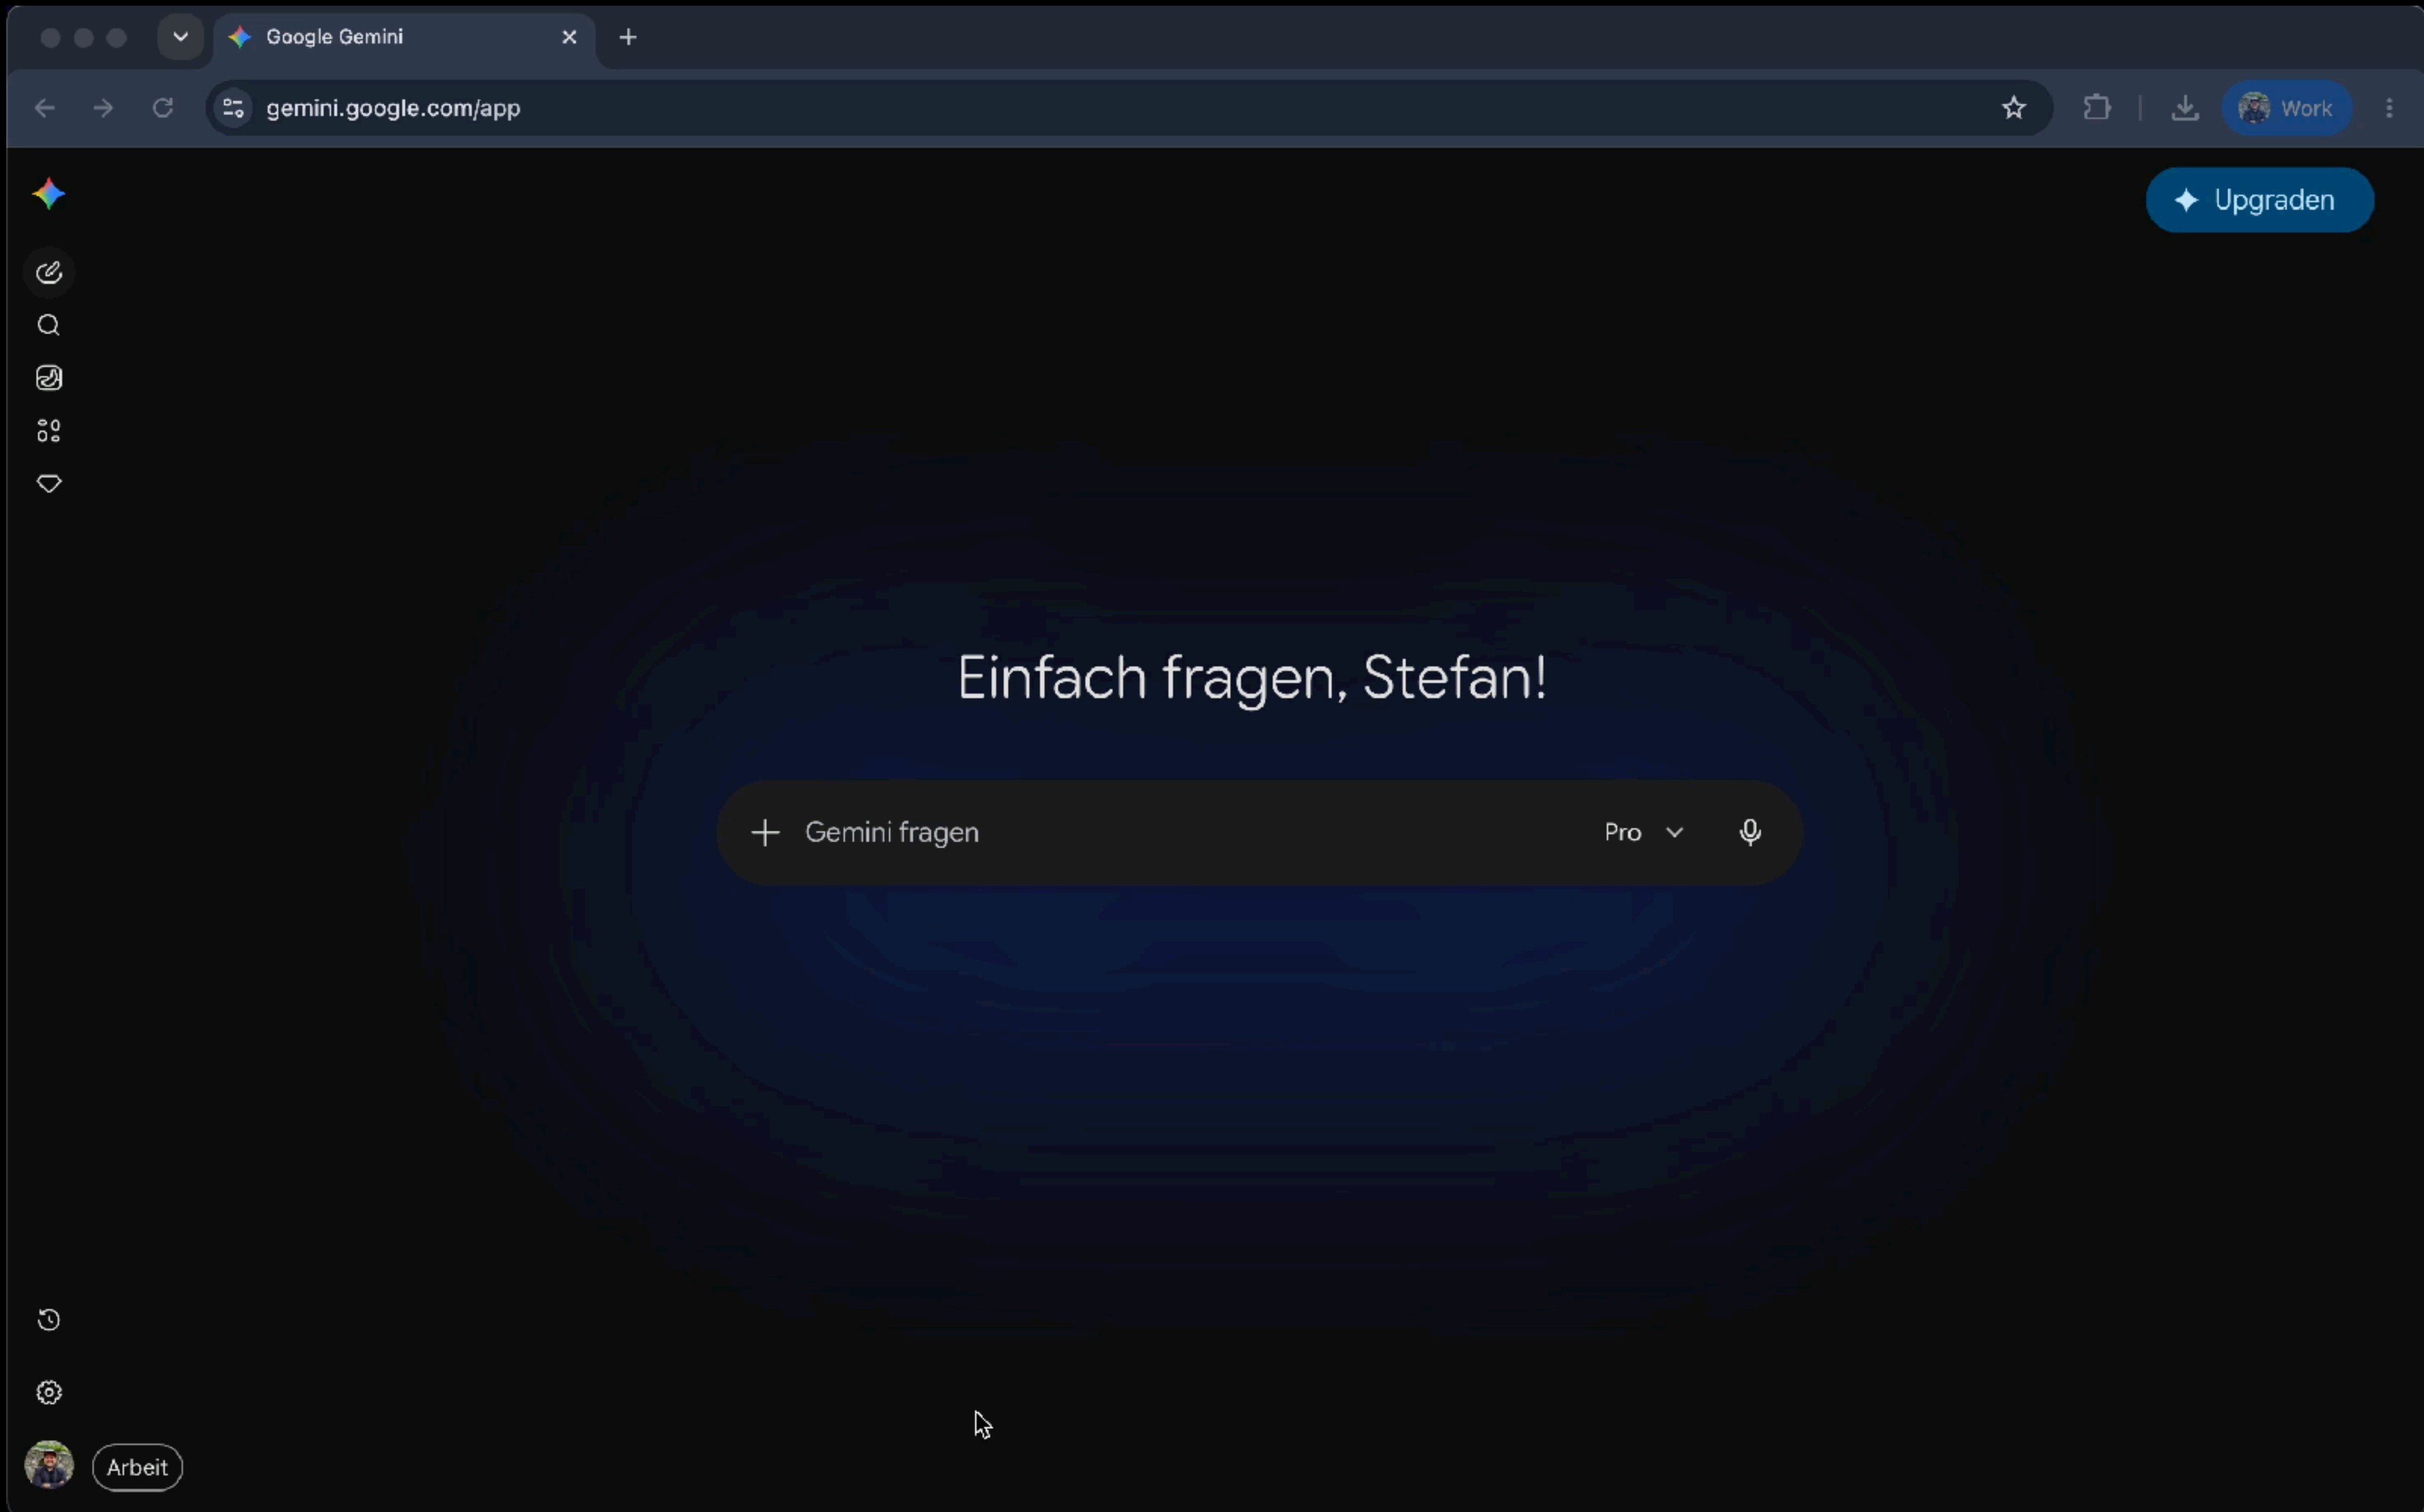 Google Gemini
gemini.google.com/app
Work
Upgraden
Einfach fragen, Stefan!
Gemini fragen
Pro
Arbeit